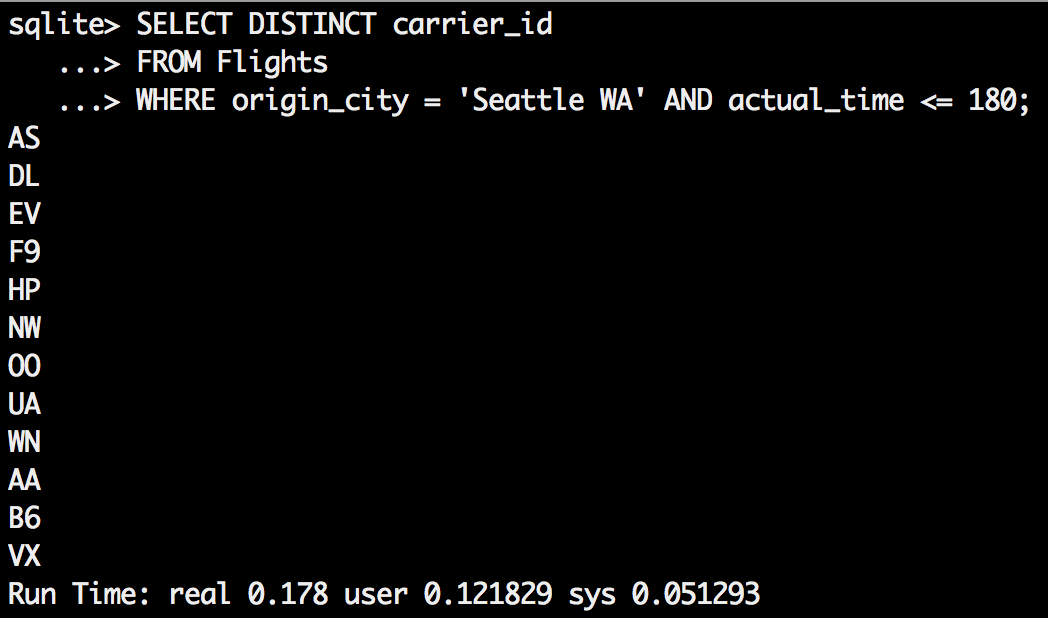 sqlite> SELECT DISTINCT carrier_id
...> FROM Flights
...> WHERE origin_city = 'Seattle WA' AND actual_time <= 180;
AS
DL
EV
F9
HP
NW
OO
UA
WN
AA
B6
VX
Run Time: real 0.178 user 0.121829 sys 0.051293